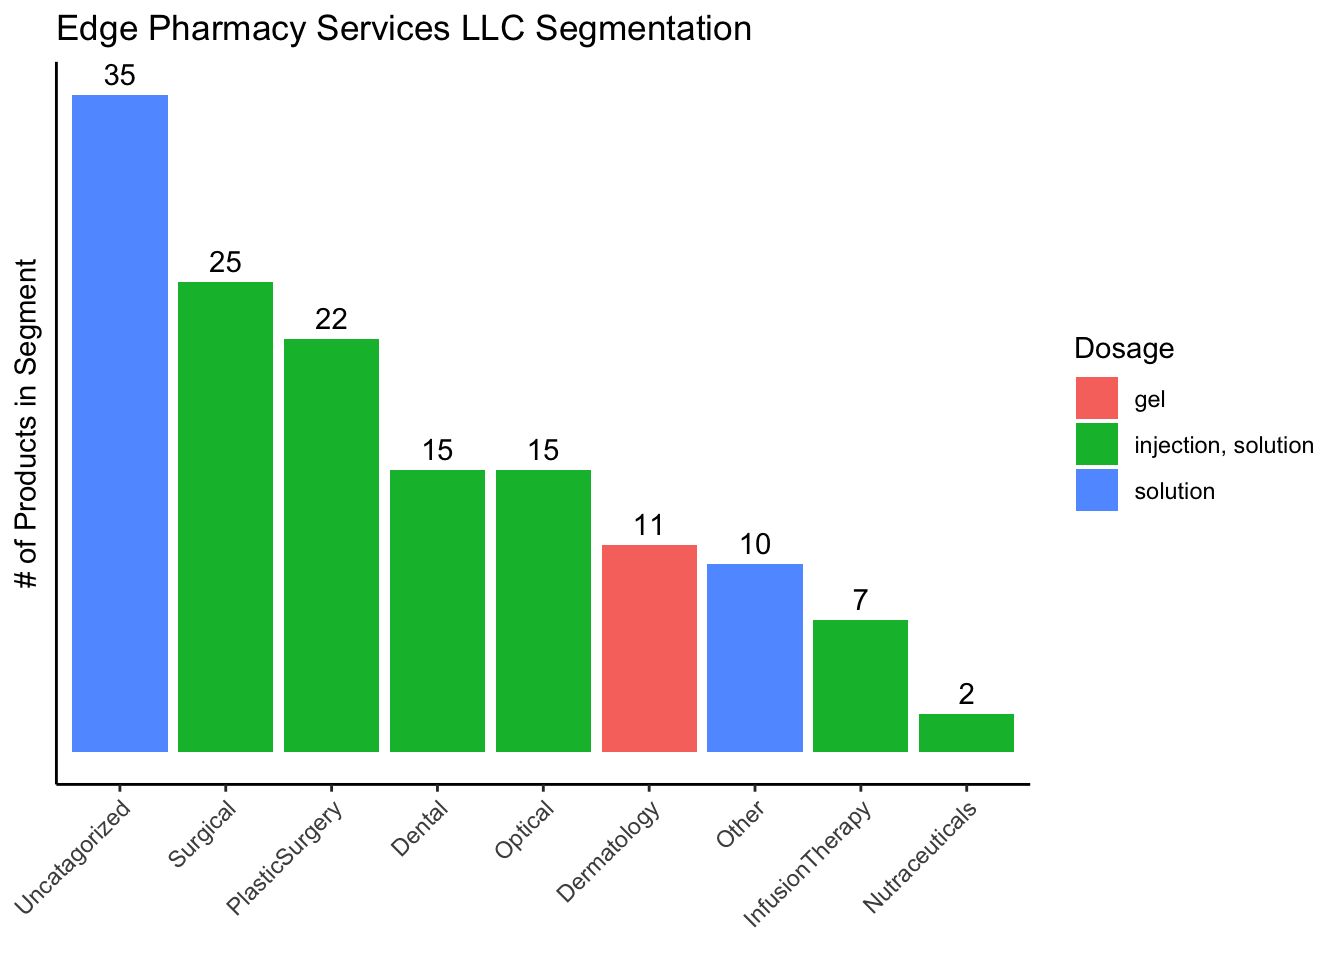 Edge Pharmacy Services LLC Segmentation
# of Products in Segment
35
25
22
15
15
11
10
7
2
Uncatagorized
Surgical
PlasticSurgery
Dental
Optical
Dermatology
Other
InfusionTherapy
Nutraceuticals
Dosage
gel
injection, solution
solution